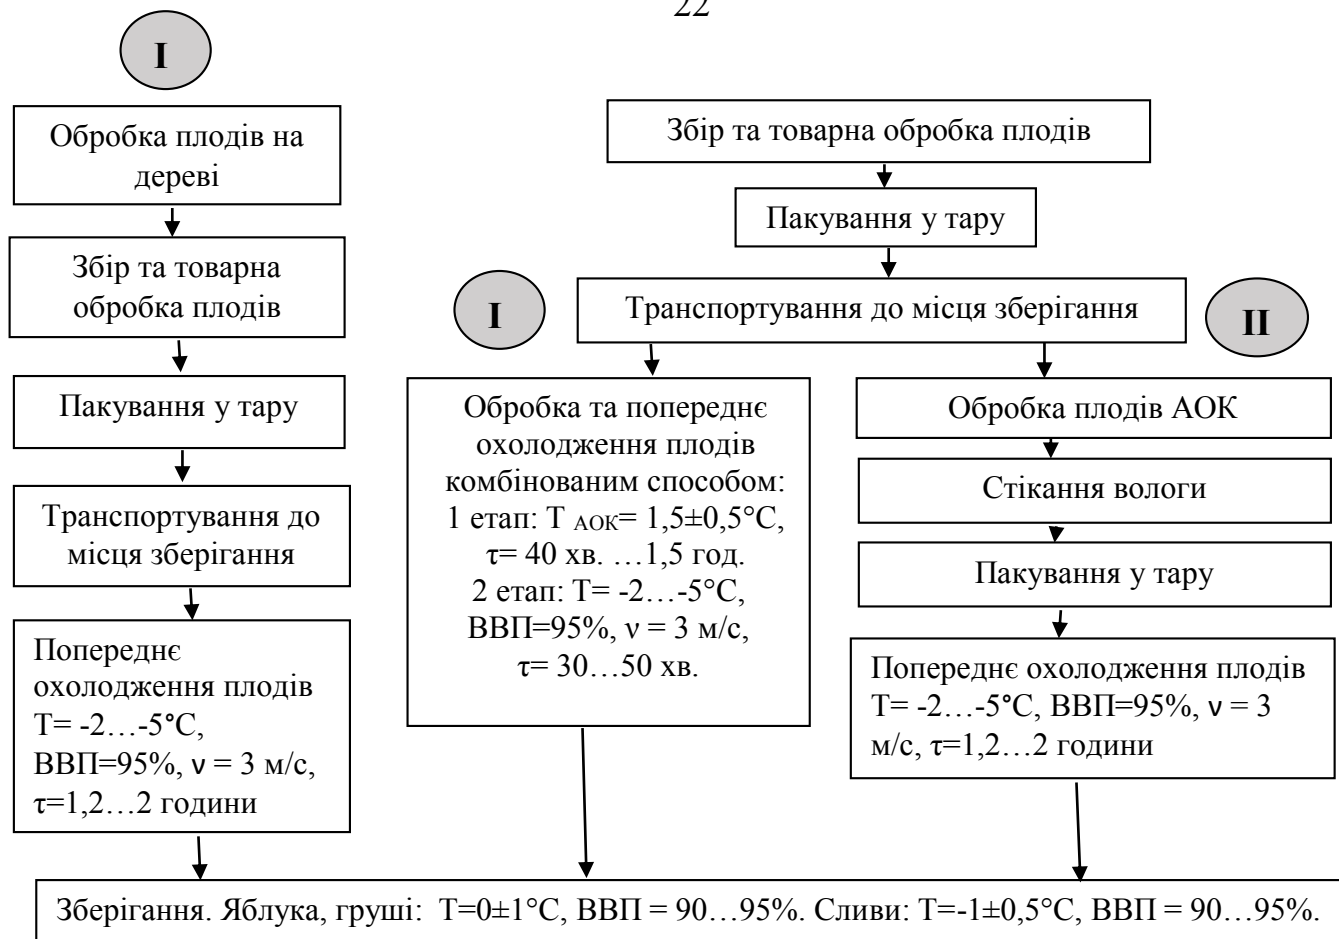 22
I
Обробка плодів на
дереві
Збір та товарна
обробка плодів
Пакування у тару
Транспортування до
місця зберігання
Попереднє
охолодження плодів
Т= -2…-5°С,
ВВП=95%, ν = 3 м/с,
τ=1,2…2 години
Збір та товарна обробка плодів
Пакування у тару
Транспортування до місця зберігання
I
Обробка та попереднє
охолодження плодів
комбінованим способом:
1 етап: Т АОК= 1,5±0,5°С,
τ= 40 хв. …1,5 год.
2 етап: Т= -2…-5°С,
ВВП=95%, ν = 3 м/с,
τ= 30…50 хв.
II
Обробка плодів АОК
Стікання вологи
Пакування у тару
Попереднє охолодження плодів
Т= -2…-5°С, ВВП=95%, ν = 3
м/с, τ=1,2…2 години
Зберігання. Яблука, груші: Т=0±1°С, ВВП = 90…95%. Сливи: Т=-1±0,5°С, ВВП = 90…95%.